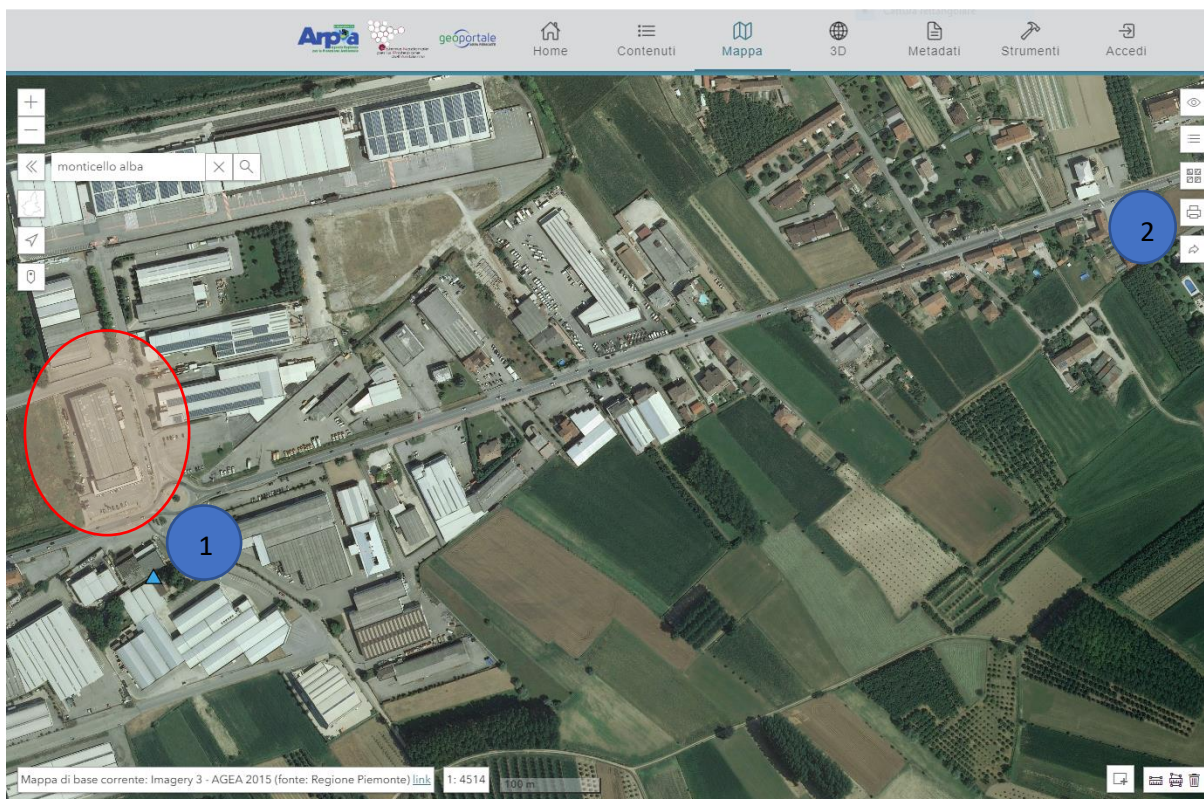 Arpa
geoportale
Home
Contenuti
Mappa
3D
Metadati
Strumenti
Accedi
monticello alba
2
1
Mappa di base corrente: Imagery 3 - AGEA 2015 (fonte: Regione Piemonte) link
1: 4514
100 m